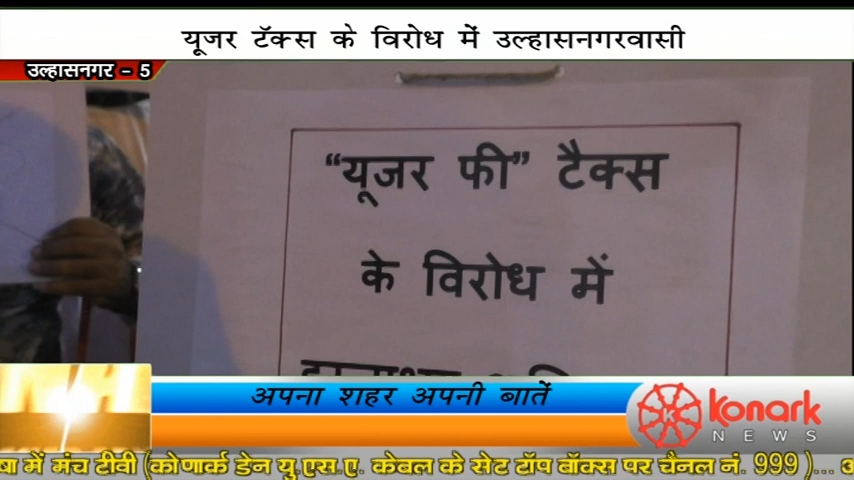 यूजर टॅक्स के विरोध में उल्हासनगरवासी
उल्हासनगर - 5
“यूजर फी” टैक्स
के विरोध में
अपना शहर अपनी बातें
konark
NEWS
में मंच टीवी (कोणार्क डेन यु.एस.ए. केबल के सेट टॉप बॉक्स पर चैनल नं. 999)...